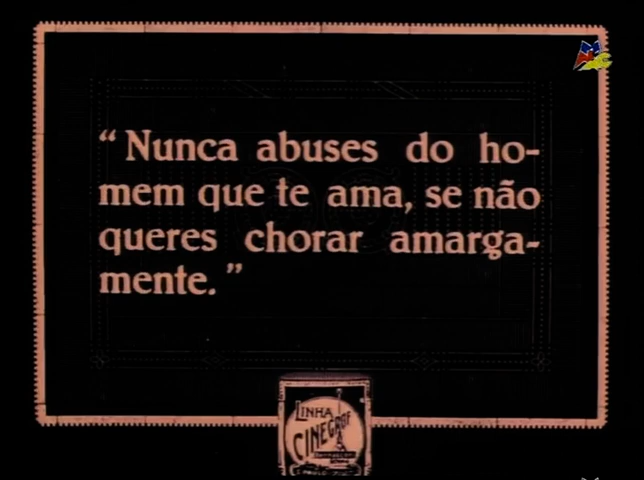 “ Nunca abuses do ho-
mem que te ama, se não
queres chorar amarga-
mente.”
LINHA
CINEGRAF